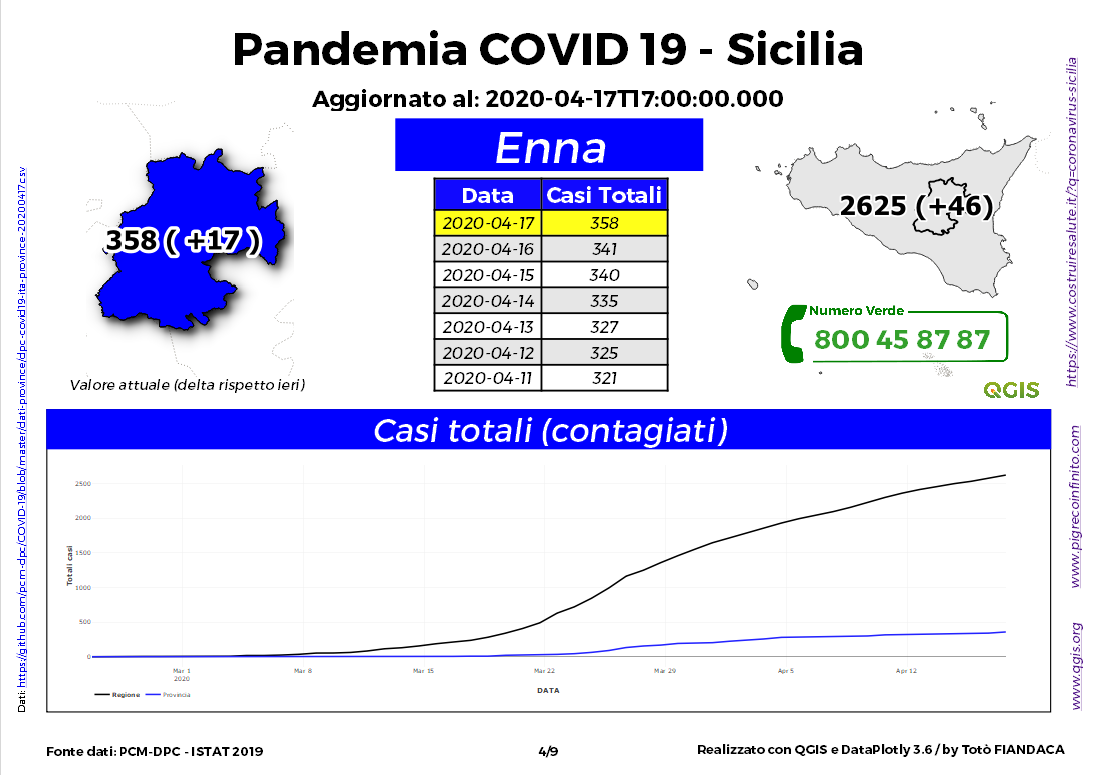 Pandemia COVID 19 - Sicilia
Aggiornato al: 2020-04-17T17:00:00.000
Enna
Data Casi Totali
2020-04-17 358
2020-04-16 341
2020-04-15 340
2020-04-14 335
2020-04-13 327
2020-04-12 325
2020-04-11 321
358 ( +17 )
Valore attuale (delta rispetto ieri)
2625 (+46)
Numero Verde
800 45 87 87
QGIS
Casi totali (contagiati)
Totali casi
2500
2000
1500
1000
500
0
Mar 1
2020
Mar 8
Mar 15
Mar 22
Mar 29
Apr 5
Apr 12
DATA
Regione Provincia
Dati: https://github.com/pcm-dpc/COVID-19/blob/master/dati-province/dpc-covid19-ita-province-20200417.csv
https://www.costruiresalute.it/?q=coronavirus-sicilia
www.pigrecoinfinito.com
www.qgis.org
Fonte dati: PCM-DPC - ISTAT 2019
4/9
Realizzato con QGIS e DataPlotly 3.6 / by Totò FIANDACA